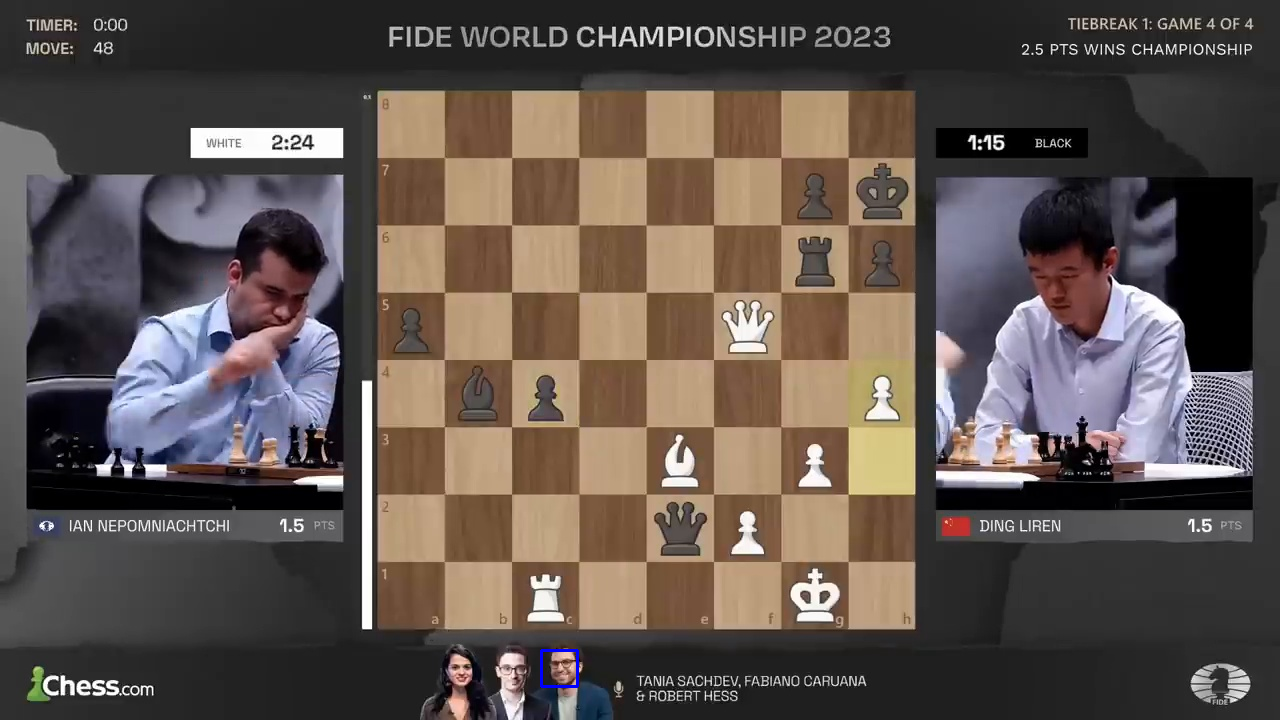 TIMER: 0:00
MOVE: 48
FIDE WORLD CHAMPIONSHIP 2023
TIEBREAK 1: GAME 4 OF 4
2.5 PTS WINS CHAMPIONSHIP
WHITE 2:24
1:15 BLACK
8
7
6
5
4
3
2
1
a b c d e f g h
IAN NEPOMNIACHTCHI 1.5 PTS
DING LIREN 1.5 PTS
Chess.com
TANIA SACHDEV, FABIANO CARUANA
& ROBERT HESS
FIDE